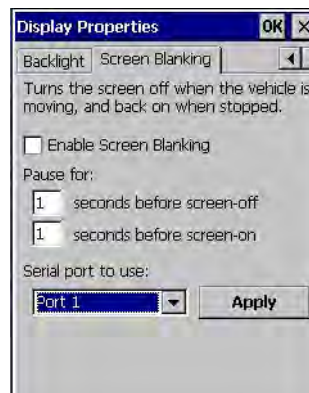 Display Properties OK ×
Backlight Screen Blanking
Turns the screen off when the vehicle is
moving, and back on when stopped.
Enable Screen Blanking
Pause for:
1 seconds before screen-off
1 seconds before screen-on
Serial port to use:
Port 1 Apply